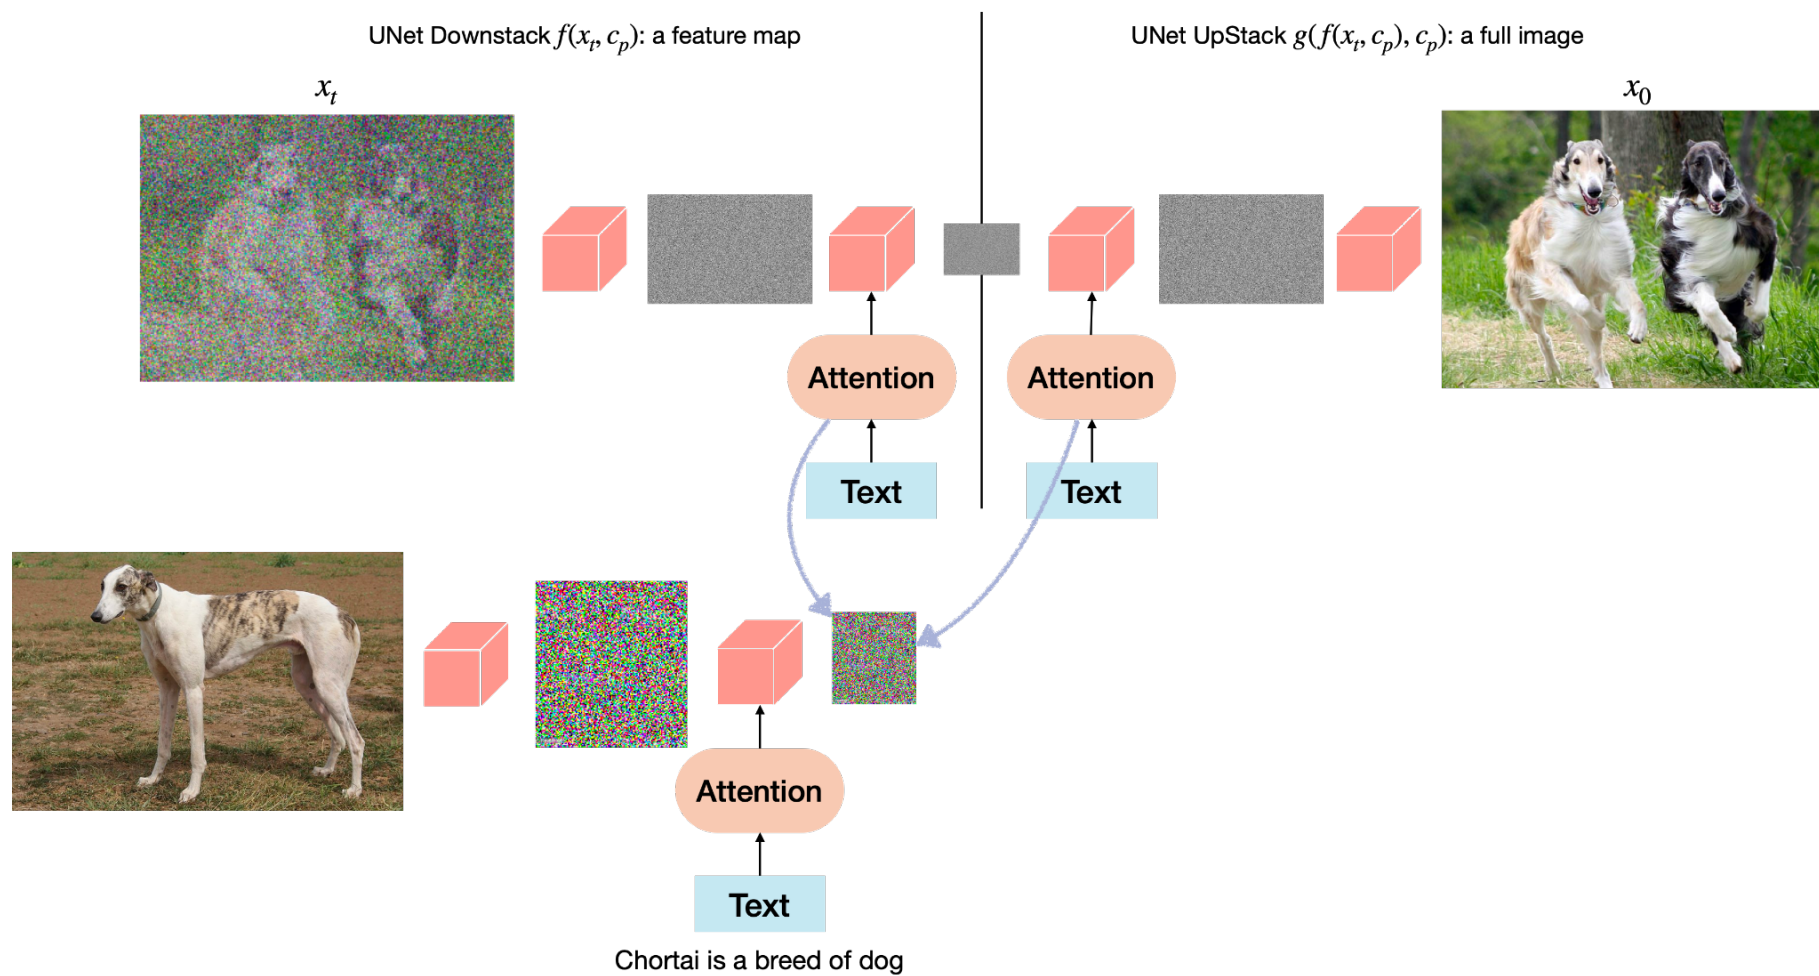 UNet Downstack f(x_t, c_p): a feature map
UNet UpStack g(f(x_t, c_p), c_p): a full image
x_t
x_0
Attention
Attention
Text
Text
Attention
Text
Chortai is a breed of dog